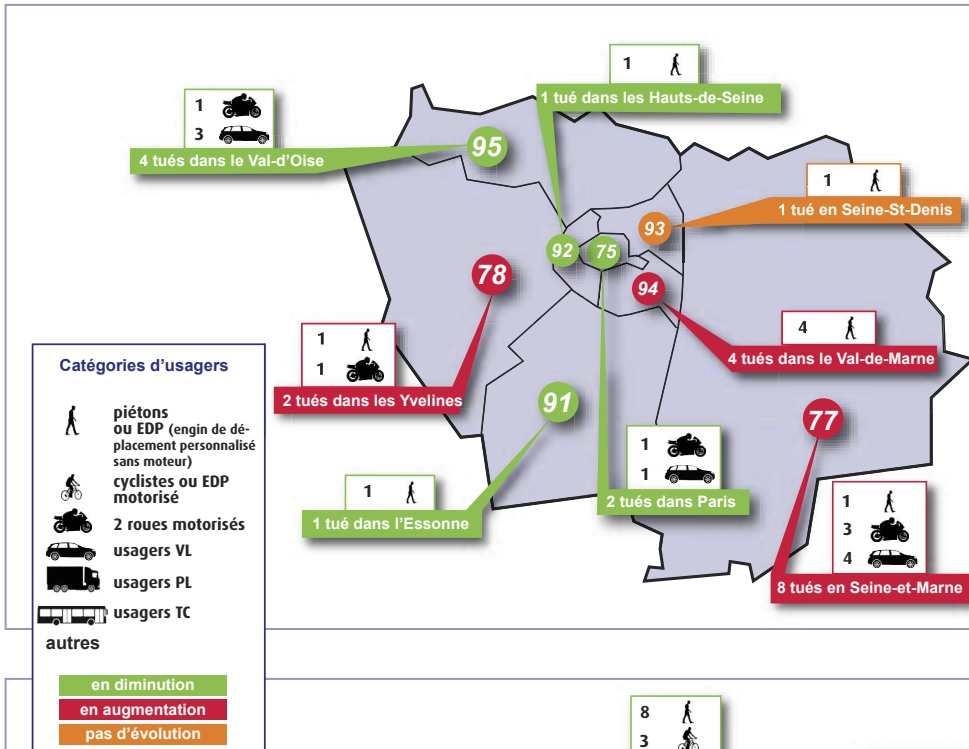 1
1 tué dans les Hauts-de-Seine
1
3
4 tués dans le Val-d'Oise
95
1
1 tué en Seine-St-Denis
93
92
75
78
94
1
1
2 tués dans les Yvelines
4
4 tués dans le Val-de-Marne
91
77
1
1 tué dans l'Essonne
1
1
2 tués dans Paris
1
3
4
8 tués en Seine-et-Marne
Catégories d'usagers
piétons
ou EDP (engin de dé-
placement personnalisé
sans moteur)
cyclistes ou EDP
motorisé
2 roues motorisés
usagers VL
usagers PL
usagers TC
autres
en diminution
en augmentation
pas d'évolution
8
3